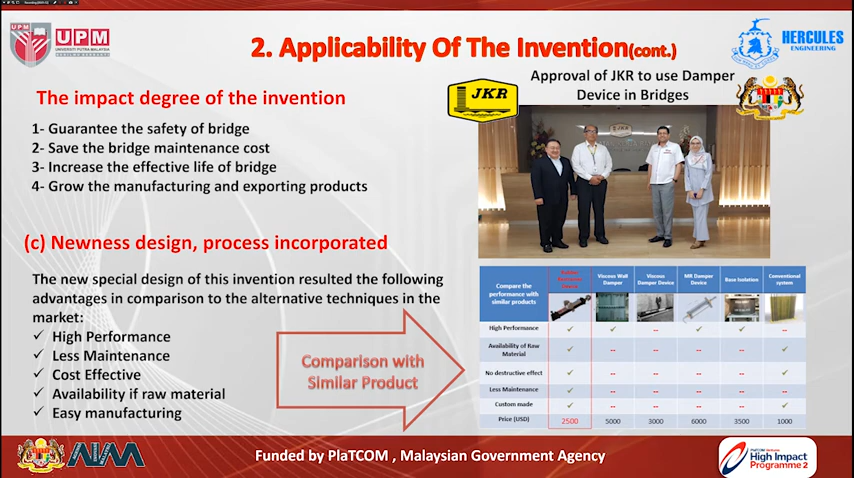 UPM
UPM
UNIVERSITI PUTRA MALAYSIA
2. Applicability Of The Invention(cont.)
HERCULES
ENGINEERING
The impact degree of the invention
1- Guarantee the safety of bridge
2- Save the bridge maintenance cost
3- Increase the effective life of bridge
4- Grow the manufacturing and exporting products
JKR
Approval of JKR to use Damper
Device in Bridges
JKR
(c) Newness design, process incorporated
The new special design of this invention resulted the following
advantages in comparison to the alternative techniques in the
market:
✓ High Performance
✓ Less Maintenance
✓ Cost Effective
✓ Availability if raw material
✓ Easy manufacturing
Comparison with
Similar Product
Compare the performance with similar products Viscous Wall Damper Viscous Damper Device MR Damper Device Base Isolation Conventional system
High Performance ✓ ✓ -- ✓ ✓ --
Availability of Raw Material ✓ -- -- -- -- ✓
No destructive effect ✓ -- -- -- -- ✓
Less Maintenance ✓ -- -- -- -- --
Custom made ✓ -- -- -- -- ✓
Price (USD) 2500 5000 3000 6000 3500 1000
AIM
Funded by PlaTCOM , Malaysian Government Agency
PlaTCOM Ventures
High Impact
Programme 2